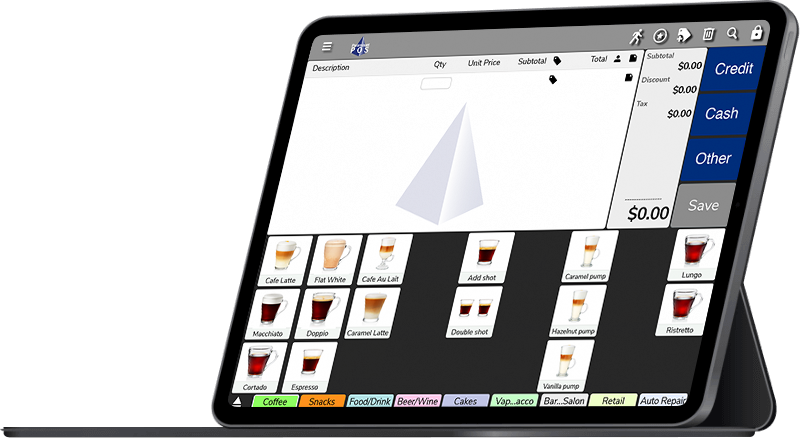 POS
Description Qty Unit Price Subtotal Total
Subtotal
$0.00
Discount
$0.00
Tax
$0.00
$0.00
Credit
Cash
Other
Save
Cafe Latte Flat White Cafe Au Lait Add shot Caramel pump Lungo
Macchiato Doppio Caramel Latte Double shot Hazelnut pump Ristretto
Cortado Espresso Vanilla pump
Coffee Snacks Food/Drink Beer/Wine Cakes Vap...acco Bar...Salon Retail Auto Repair